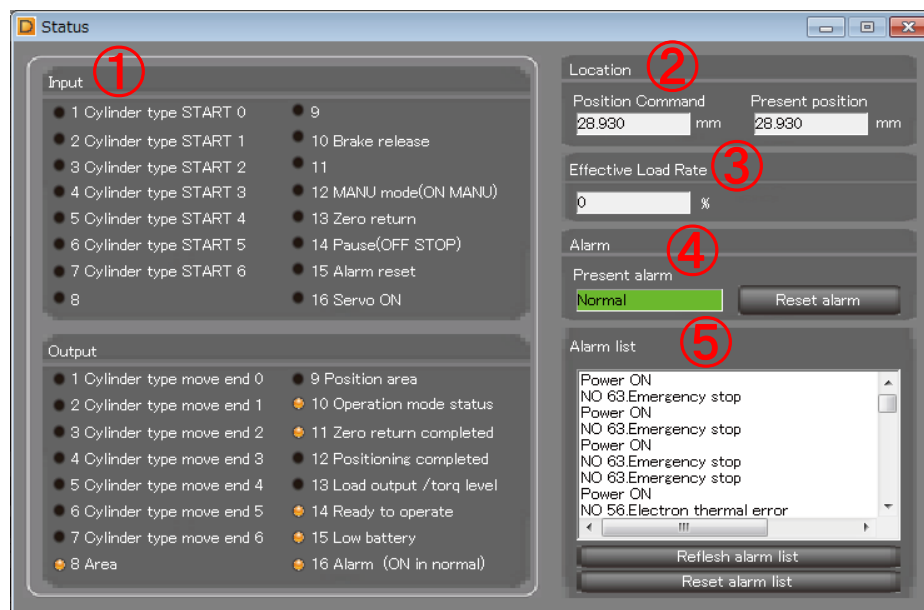 D Status
① Input
1 Cylinder type START 0
2 Cylinder type START 1
3 Cylinder type START 2
4 Cylinder type START 3
5 Cylinder type START 4
6 Cylinder type START 5
7 Cylinder type START 6
8
9
10 Brake release
11
12 MANU mode(ON MANU)
13 Zero return
14 Pause(OFF STOP)
15 Alarm reset
16 Servo ON
Output
1 Cylinder type move end 0
2 Cylinder type move end 1
3 Cylinder type move end 2
4 Cylinder type move end 3
5 Cylinder type move end 4
6 Cylinder type move end 5
7 Cylinder type move end 6
8 Area
9 Position area
10 Operation mode status
11 Zero return completed
12 Positioning completed
13 Load output /torq level
14 Ready to operate
15 Low battery
16 Alarm (ON in normal)
Location ②
Position Command Present position
28.930 mm 28.930 mm
Effective Load Rate ③
0 %
Alarm ④
Present alarm
Normal Reset alarm
Alarm list ⑤
Power ON
NO 63.Emergency stop
Power ON
NO 63.Emergency stop
Power ON
NO 63.Emergency stop
NO 63.Emergency stop
Power ON
NO 56.Electron thermal error
Reflesh alarm list
Reset alarm list